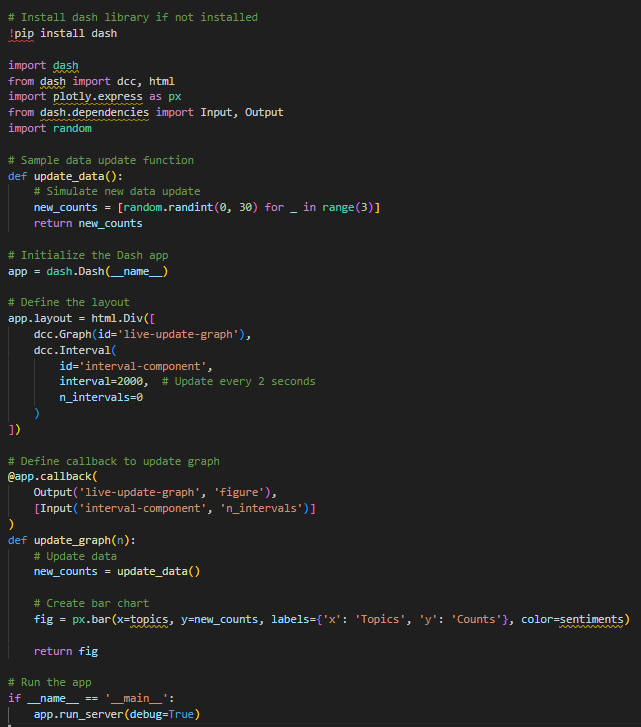 # Install dash library if not installed
!pip install dash
import dash
from dash import dcc, html
import plotly.express as px
from dash.dependencies import Input, Output
import random
# Sample data update function
def update_data():
    # Simulate new data update
    new_counts = [random.randint(0, 30) for _ in range(3)]
    return new_counts
# Initialize the Dash app
app = dash.Dash(__name__)
# Define the layout
app.layout = html.Div([
    dcc.Graph(id='live-update-graph'),
    dcc.Interval(
        id='interval-component',
        interval=2000,  # Update every 2 seconds
        n_intervals=0
    )
])
# Define callback to update graph
@app.callback(
    Output('live-update-graph', 'figure'),
    [Input('interval-component', 'n_intervals')]
)
def update_graph(n):
    # Update data
    new_counts = update_data()
    # Create bar chart
    fig = px.bar(x=topics, y=new_counts, labels={'x': 'Topics', 'y': 'Counts'}, color=sentiments)
    return fig
# Run the app
if __name__ == '__main__':
    app.run_server(debug=True)